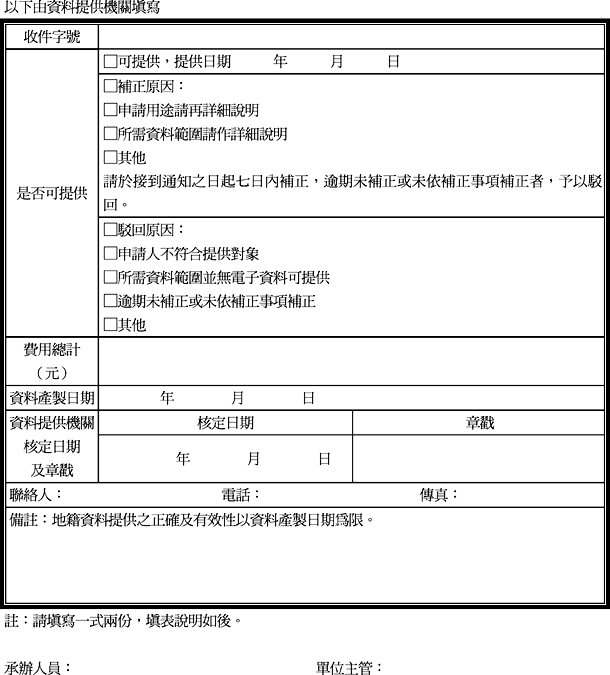 以下由資料提供機關填寫
收件字號
是否可提供
□可提供，提供日期　　　年　　　月　　　日
□補正原因：
□申請用途請再詳細說明
□所需資料範圍請作詳細說明
□其他
請於接到通知之日起七日內補正，逾期未補正或未依補正事項補正者，予以駁
回。
□駁回原因：
□申請人不符合提供對象
□所需資料範圍並無電子資料可提供
□逾期未補正或未依補正事項補正
□其他
費用總計
（元）
資料產製日期　　　　年　　　　月　　　　日
資料提供機關
核定日期
及章戳
核定日期　　　章戳
年　　　　月　　　　日
聯絡人：　　　　電話：　　　　傳真：
備註：地籍資料提供之正確及有效性以資料產製日期為限。
註：請填寫一式兩份，填表說明如後。
承辦人員：　　　　單位主管：